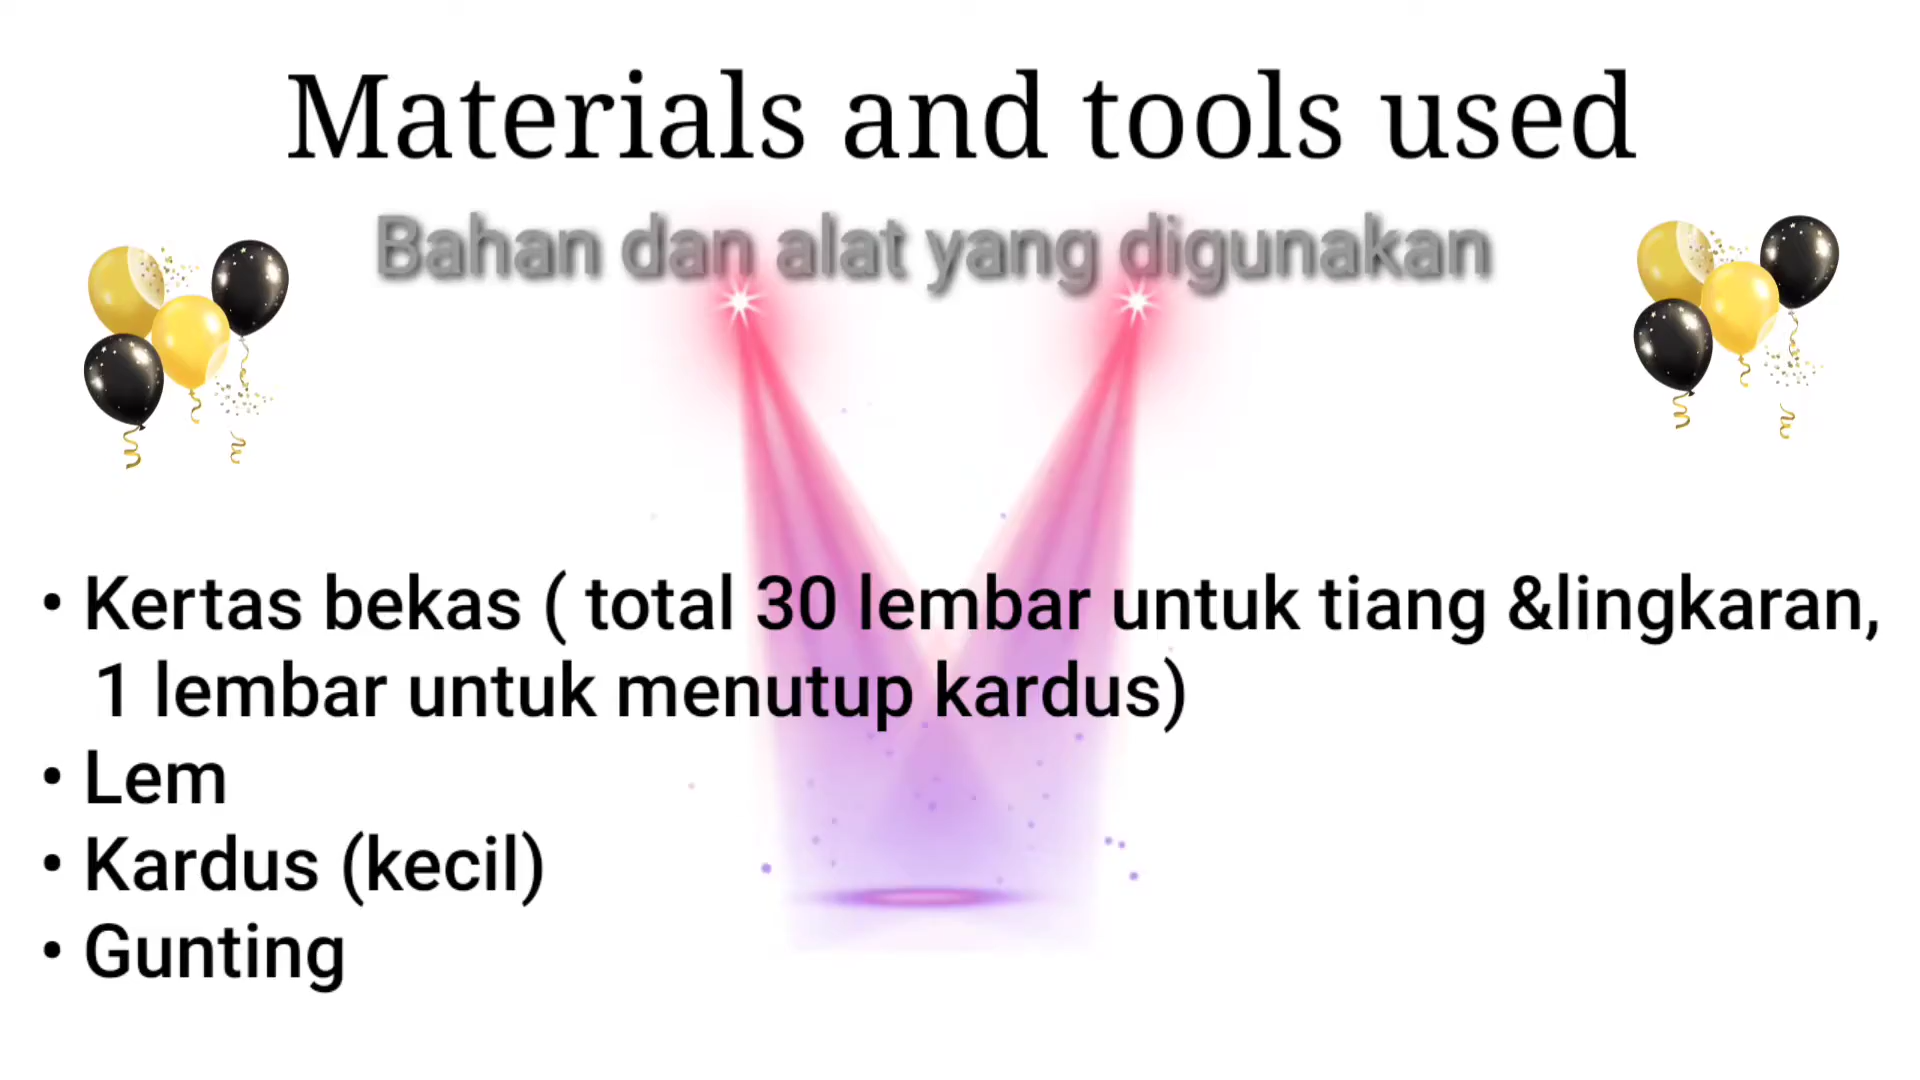 Materials and tools used
Bahan dan alat yang digunakan
• Kertas bekas ( total 30 lembar untuk tiang &lingkaran,
1 lembar untuk menutup kardus)
• Lem
• Kardus (kecil)
• Gunting